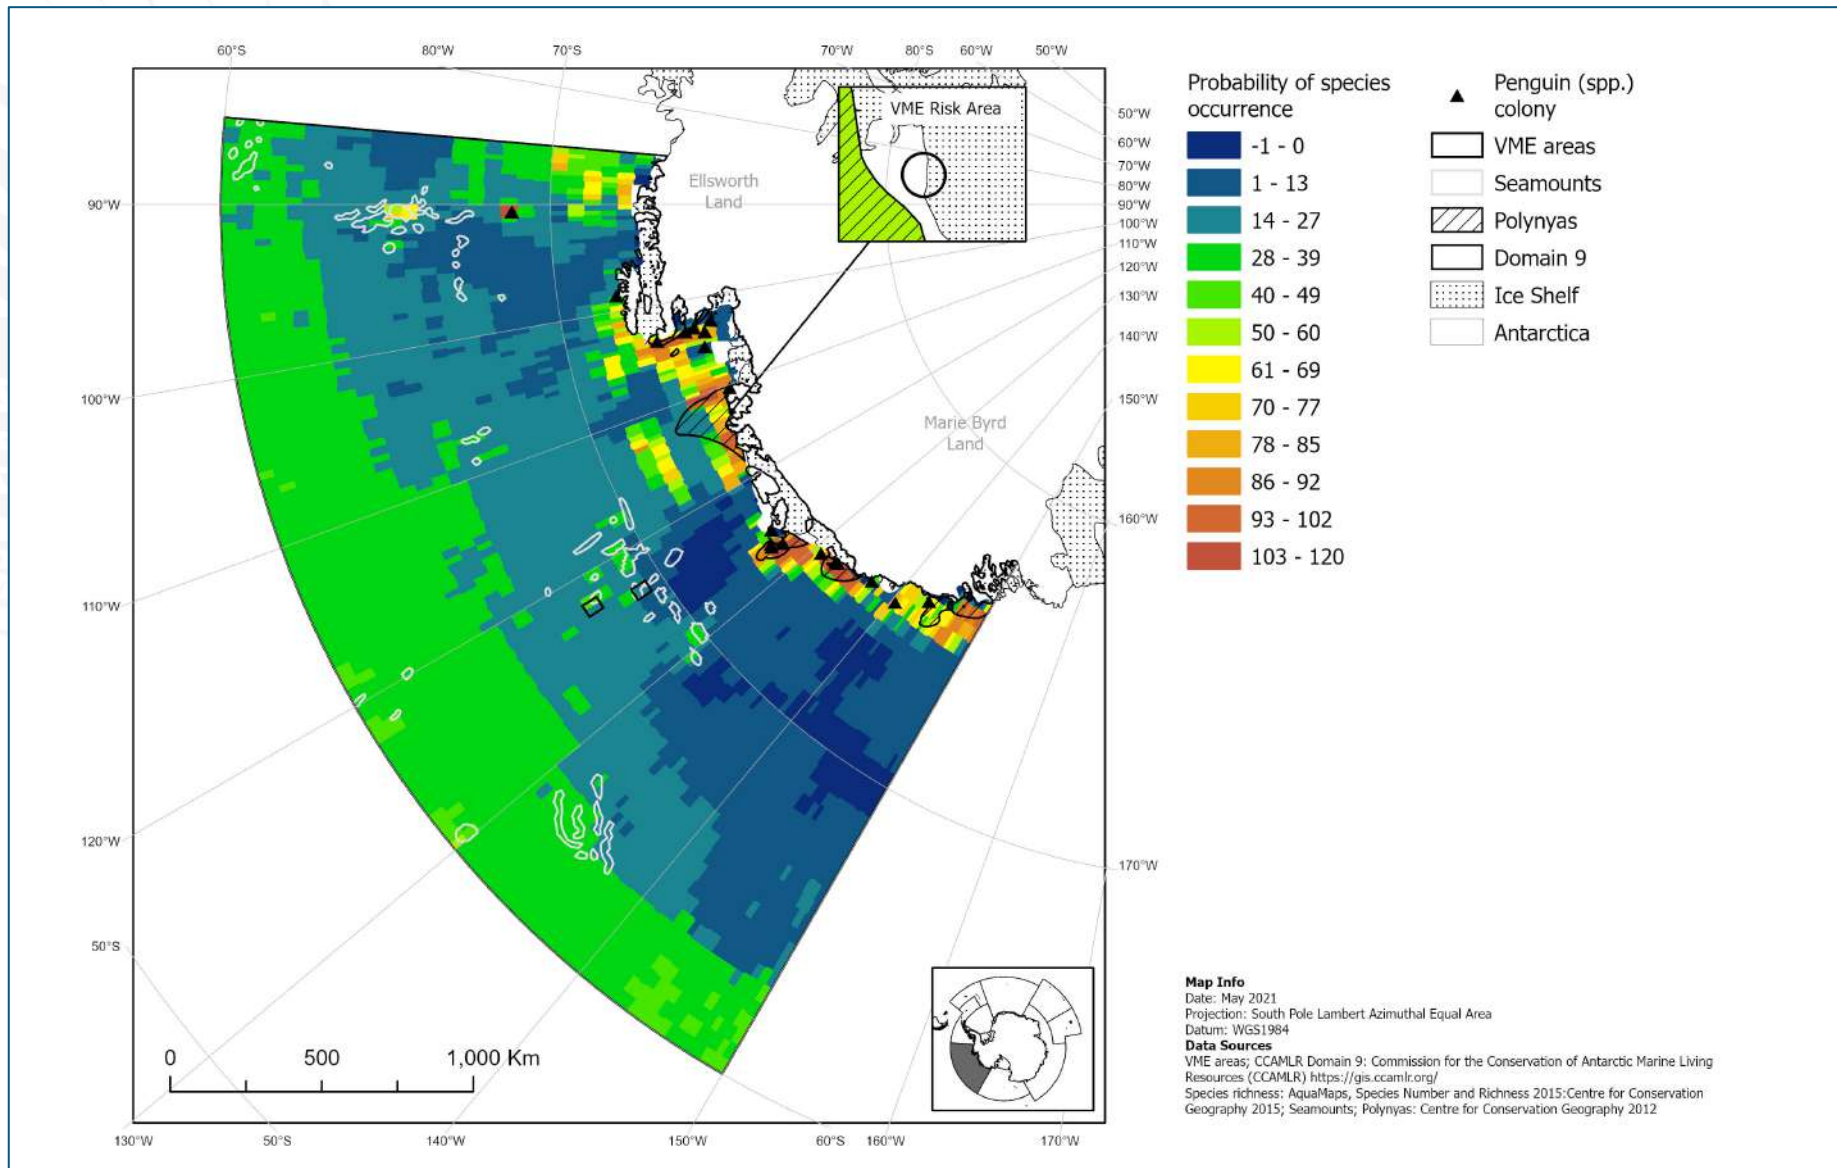 60°S
80°W
70°S
70°W
80°S
60°W
50°W
50°W
60°W
70°W
80°W
90°W
100°W
110°W
120°W
130°W
140°W
150°W
160°W
170°W
90°W
100°W
110°W
120°W
50°S
130°W
50°S
140°W
150°W
60°S
160°W
170°W
VME Risk Area
Ellsworth
Land
Marie Byrd
Land
0
500
1,000 Km
Probability of species
occurrence
-1 - 0
1 - 13
14 - 27
28 - 39
40 - 49
50 - 60
61 - 69
70 - 77
78 - 85
86 - 92
93 - 102
103 - 120
Penguin (spp.)
colony
VME areas
Seamounts
Polynyas
Domain 9
Ice Shelf
Antarctica
Map Info
Date: May 2021
Projection: South Pole Lambert Azimuthal Equal Area
Datum: WGS1984
Data Sources
VME areas; CCAMLR Domain 9: Commission for the Conservation of Antarctic Marine Living
Resources (CCAMLR) https://gis.ccamlr.org/
Species richness: AquaMaps, Species Number and Richness 2015:Centre for Conservation
Geography 2015; Seamounts; Polynyas: Centre for Conservation Geography 2012